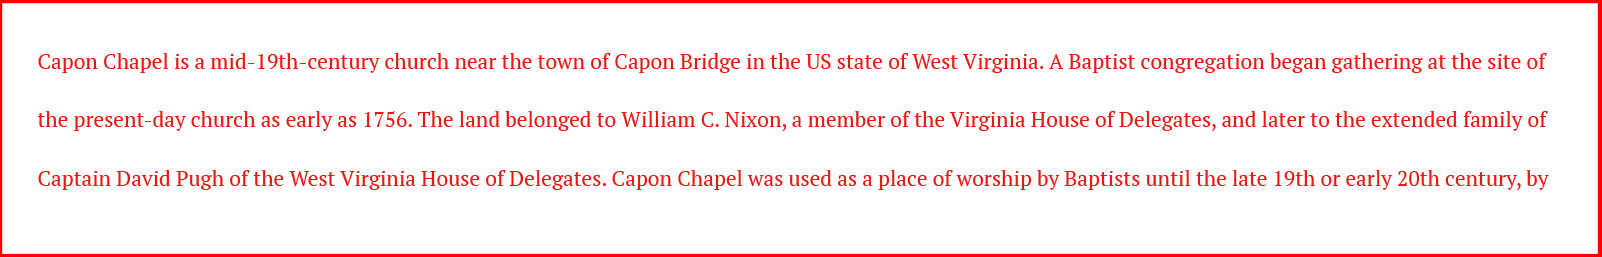 Capon Chapel is a mid-19th-century church near the town of Capon Bridge in the US state of West Virginia. A Baptist congregation began gathering at the site of
the present-day church as early as 1756. The land belonged to William C. Nixon, a member of the Virginia House of Delegates, and later to the extended family of
Captain David Pugh of the West Virginia House of Delegates. Capon Chapel was used as a place of worship by Baptists until the late 19th or early 20th century, by